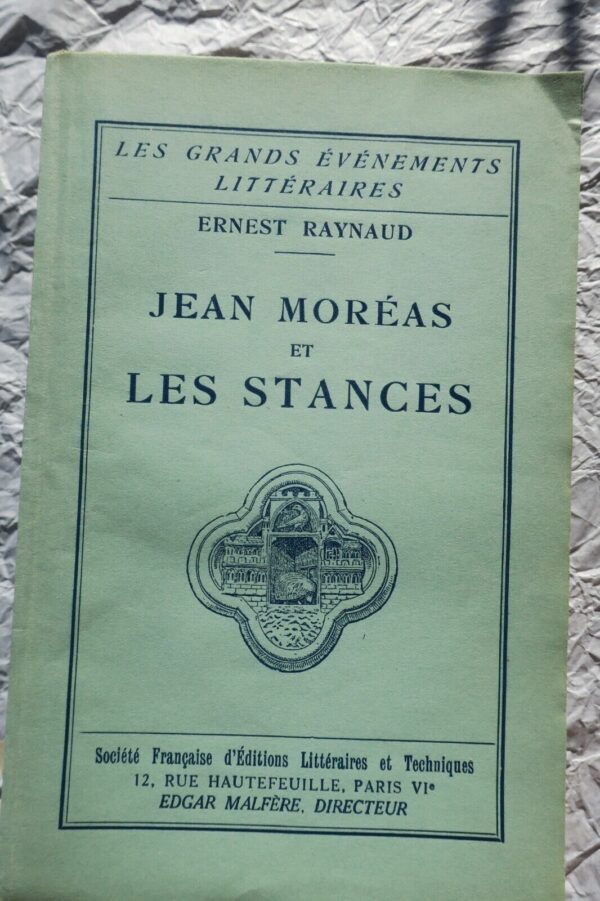 LES GRANDS ÉVÉNEMENTS
LITTÉRAIRES
ERNEST RAYNAUD
JEAN MORÉAS
ET
LES STANCES
Société Française d'Éditions Littéraires et Techniques
12, RUE HAUTEFEUILLE, PARIS VIe
EDGAR MALFÈRE, DIRECTEUR